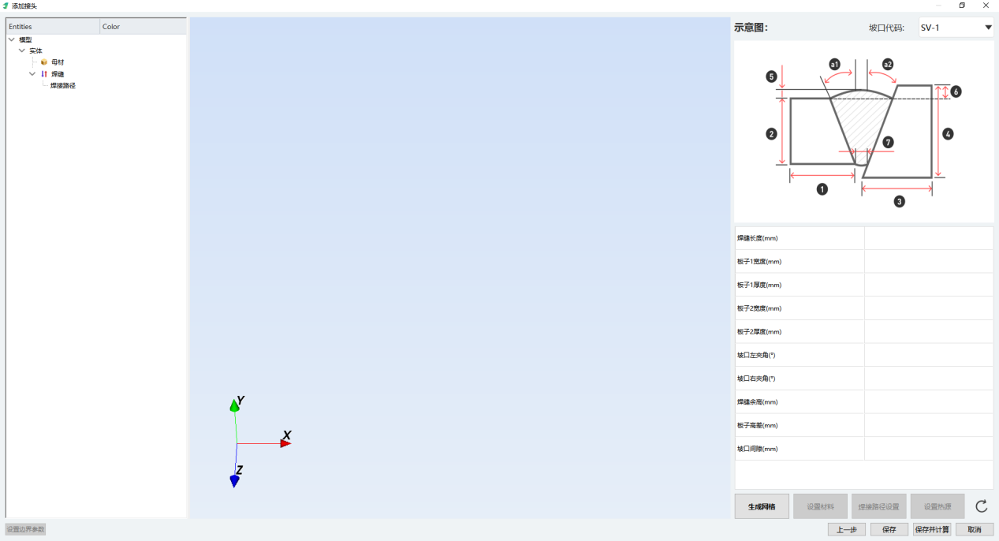 添加接头
Entities Color
模型
实体
母材
焊缝
焊接路径
Y
X
Z
示意图： 坡口代码: SV-1
a1 a2
5
6
2
4
7
1
3
焊缝长度(mm)
板子1宽度(mm)
板子1厚度(mm)
板子2宽度(mm)
板子2厚度(mm)
坡口左夹角(°)
坡口右夹角(°)
焊缝余高(mm)
板子高差(mm)
坡口间隙(mm)
生成网格 设置材料 焊接路径设置 设置热源
设置边界参数 上一步 保存 保存并计算 取消